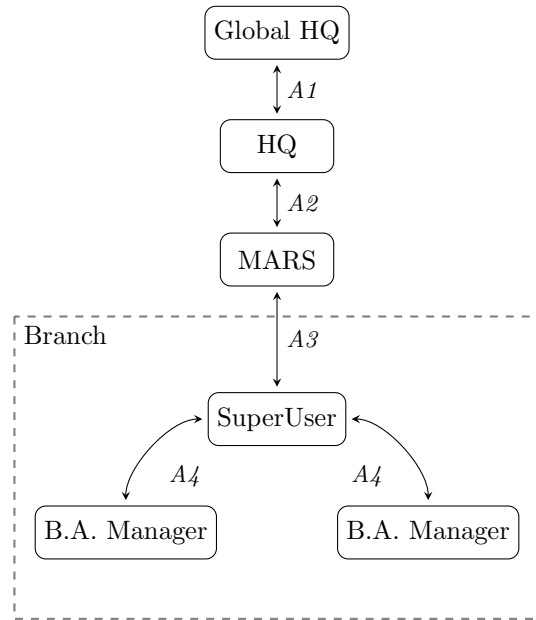 Global HQ
A1
HQ
A2
MARS
Branch
A3
SuperUser
A4
A4
B.A. Manager
B.A. Manager